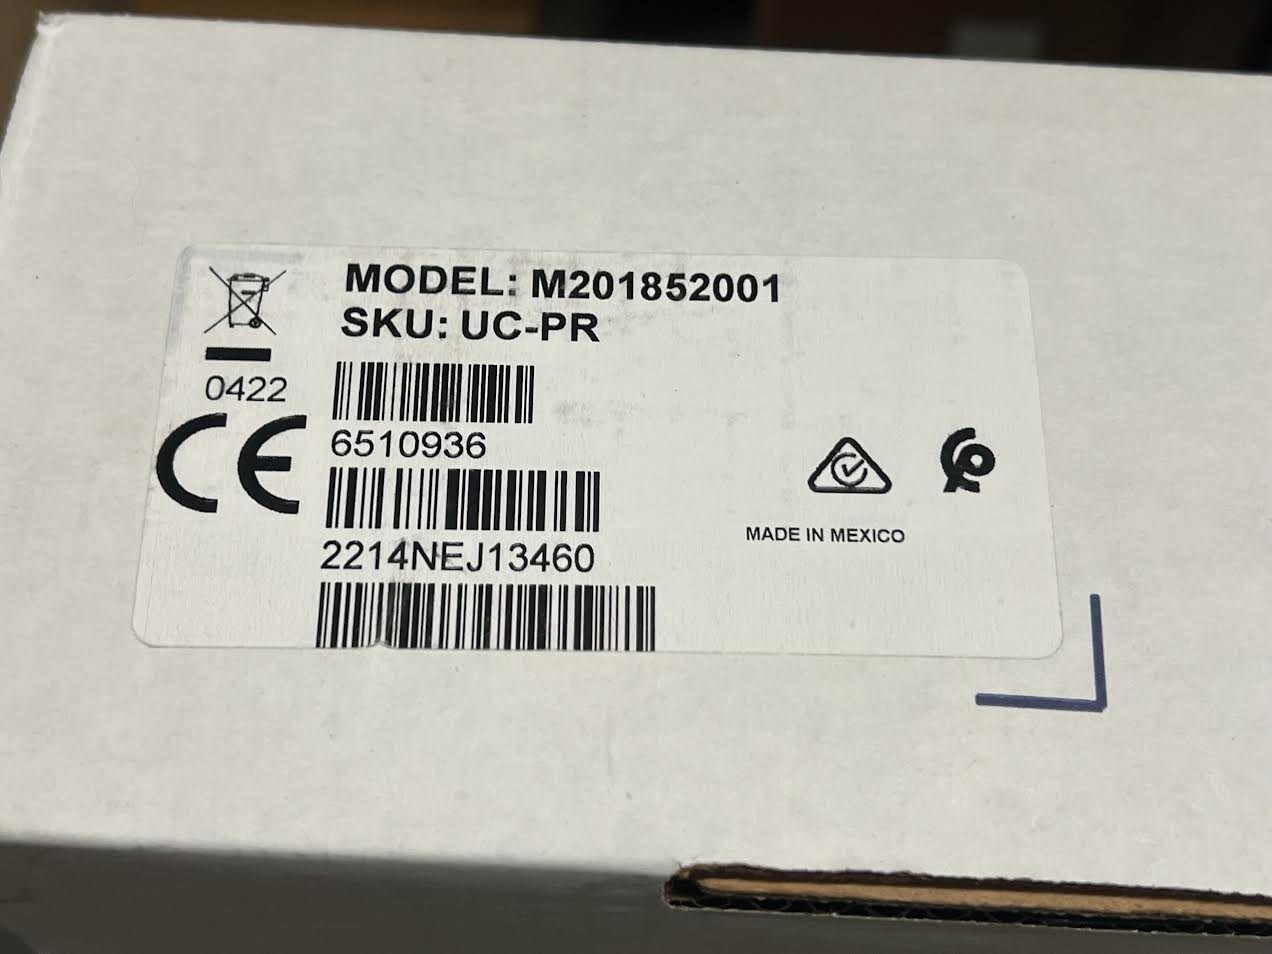 MODEL: M201852001
SKU: UC-PR
0422
CE
6510936
2214NEJ13460
MADE IN MEXICO